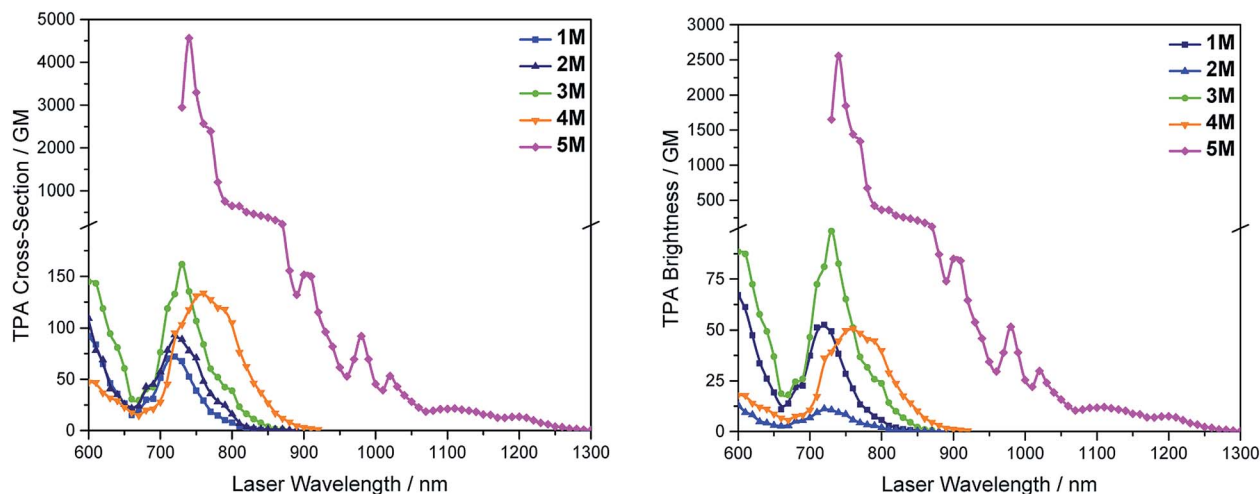 TPA Cross-Section / GM
5000
4000
3000
2000
1000
150
100
50
0
600 700 800 900 1000 1100 1200 1300
Laser Wavelength / nm
1M
2M
3M
4M
5M
TPA Brightness / GM
3000
2500
2000
1500
1000
500
75
50
25
0
600 700 800 900 1000 1100 1200 1300
Laser Wavelength / nm
1M
2M
3M
4M
5M